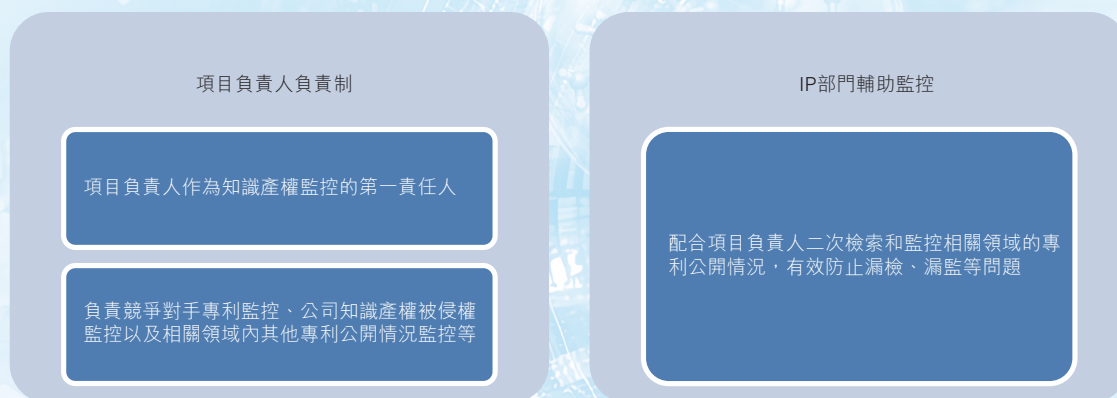 項目負責人負責制
項目負責人作為知識產權監控的第一責任人
負責競爭對手專利監控、公司知識產權被侵權
監控以及相關領域內其他專利公開情況監控等
IP部門輔助監控
配合項目負責人二次檢索和監控相關領域的專
利公開情況，有效防止漏檢、漏監等問題